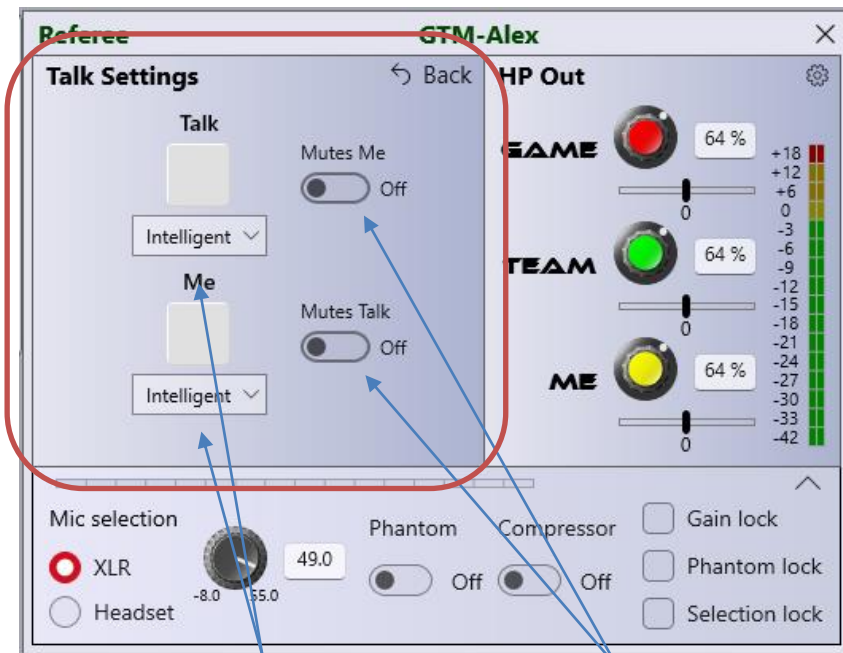 Referee GTM-Alex
Talk Settings
Back
Talk
Mutes Me
Off
Intelligent
Me
Mutes Talk
Off
Intelligent
HP Out
GAME
64 %
0
TEAM
64 %
0
ME
64 %
0
+18
+12
+6
0
-3
-6
-9
-12
-15
-18
-21
-24
-27
-30
-33
-42
Mic selection
XLR
Headset
49.0
-8.0 55.0
Phantom
Off
Compressor
Off
Gain lock
Phantom lock
Selection lock